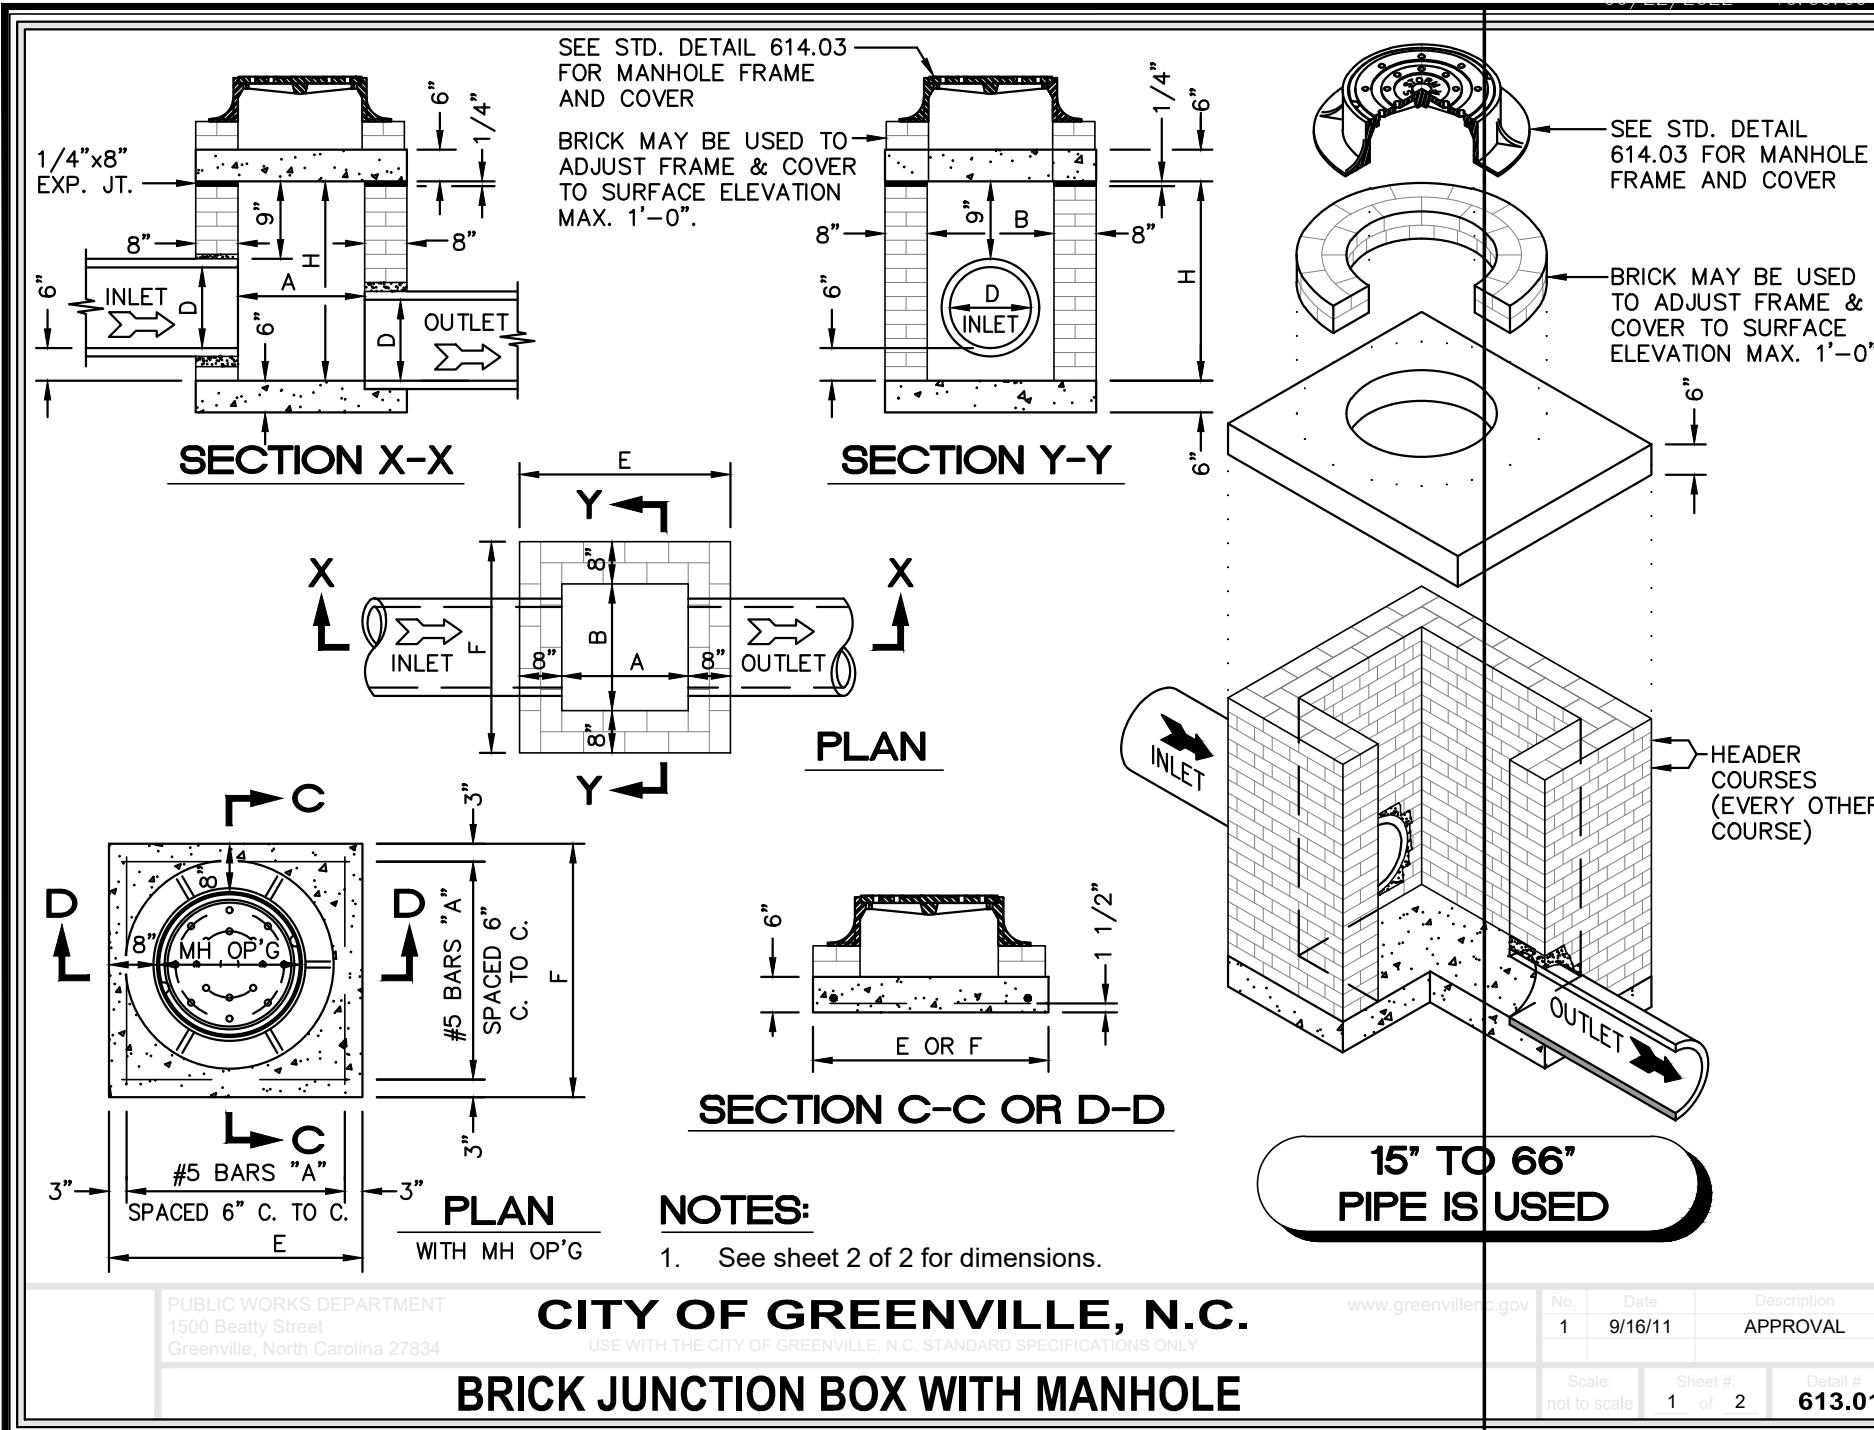 SEE STD. DETAIL 614.03
FOR MANHOLE FRAME
AND COVER
BRICK MAY BE USED TO
ADJUST FRAME & COVER
TO SURFACE ELEVATION
MAX. 1'-0".
1/4"x8"
EXP. JT.
6"
1/4"
8"
9"
H
8"
6"
INLET
D
A
6"
OUTLET
D
SECTION X-X
1/4"
6"
8"
9"
B
8"
6"
D
INLET
H
6"
SECTION Y-Y
SEE STD. DETAIL
614.03 FOR MANHOLE
FRAME AND COVER
BRICK MAY BE USED
TO ADJUST FRAME &
COVER TO SURFACE
ELEVATION MAX. 1'-0"
6"
INLET
HEADER
COURSES
(EVERY OTHER
COURSE)
OUTLET
15" TO 66"
PIPE IS USED
E
Y
X
X
8"
INLET
F
B
8"
A
8"
OUTLET
8"
Y
PLAN
C
3"
D
D
8"
8"
MH OP'G
#5 BARS "A"
SPACED 6"
C. TO C.
F
C
3"
#5 BARS "A"
3"
3"
SPACED 6" C. TO C.
E
PLAN
WITH MH OP'G
6"
1 1/2"
E OR F
SECTION C-C OR D-D
NOTES:
1. See sheet 2 of 2 for dimensions.
PUBLIC WORKS DEPARTMENT
1500 Beatty Street
Greenville, North Carolina 27834
CITY OF GREENVILLE, N.C.
USE WITH THE CITY OF GREENVILLE, N.C. STANDARD SPECIFICATIONS ONLY
www.greenvillenc.gov
BRICK JUNCTION BOX WITH MANHOLE
No. Date Description
1 9/16/11 APPROVAL
Scale:
not to scale
Sheet #:
1 of 2
Detail #
613.01